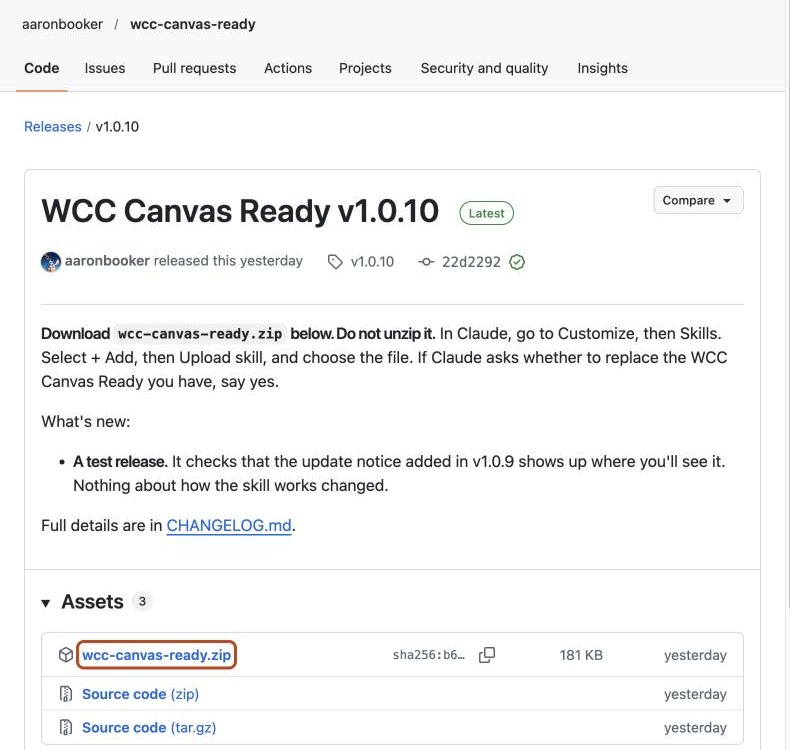 aaronbooker / wcc-canvas-ready
Code Issues Pull requests Actions Projects Security and quality Insights
Releases / v1.0.10
WCC Canvas Ready v1.0.10 Latest
Compare
aaronbooker released this yesterday v1.0.10 22d2292
Download wcc-canvas-ready.zip below. Do not unzip it. In Claude, go to Customize, then Skills.
Select + Add, then Upload skill, and choose the file. If Claude asks whether to replace the WCC
Canvas Ready you have, say yes.
What's new:
• A test release. It checks that the update notice added in v1.0.9 shows up where you'll see it.
Nothing about how the skill works changed.
Full details are in CHANGELOG.md.
Assets 3
wcc-canvas-ready.zip sha256:b6… 181 KB yesterday
Source code (zip) yesterday
Source code (tar.gz) yesterday